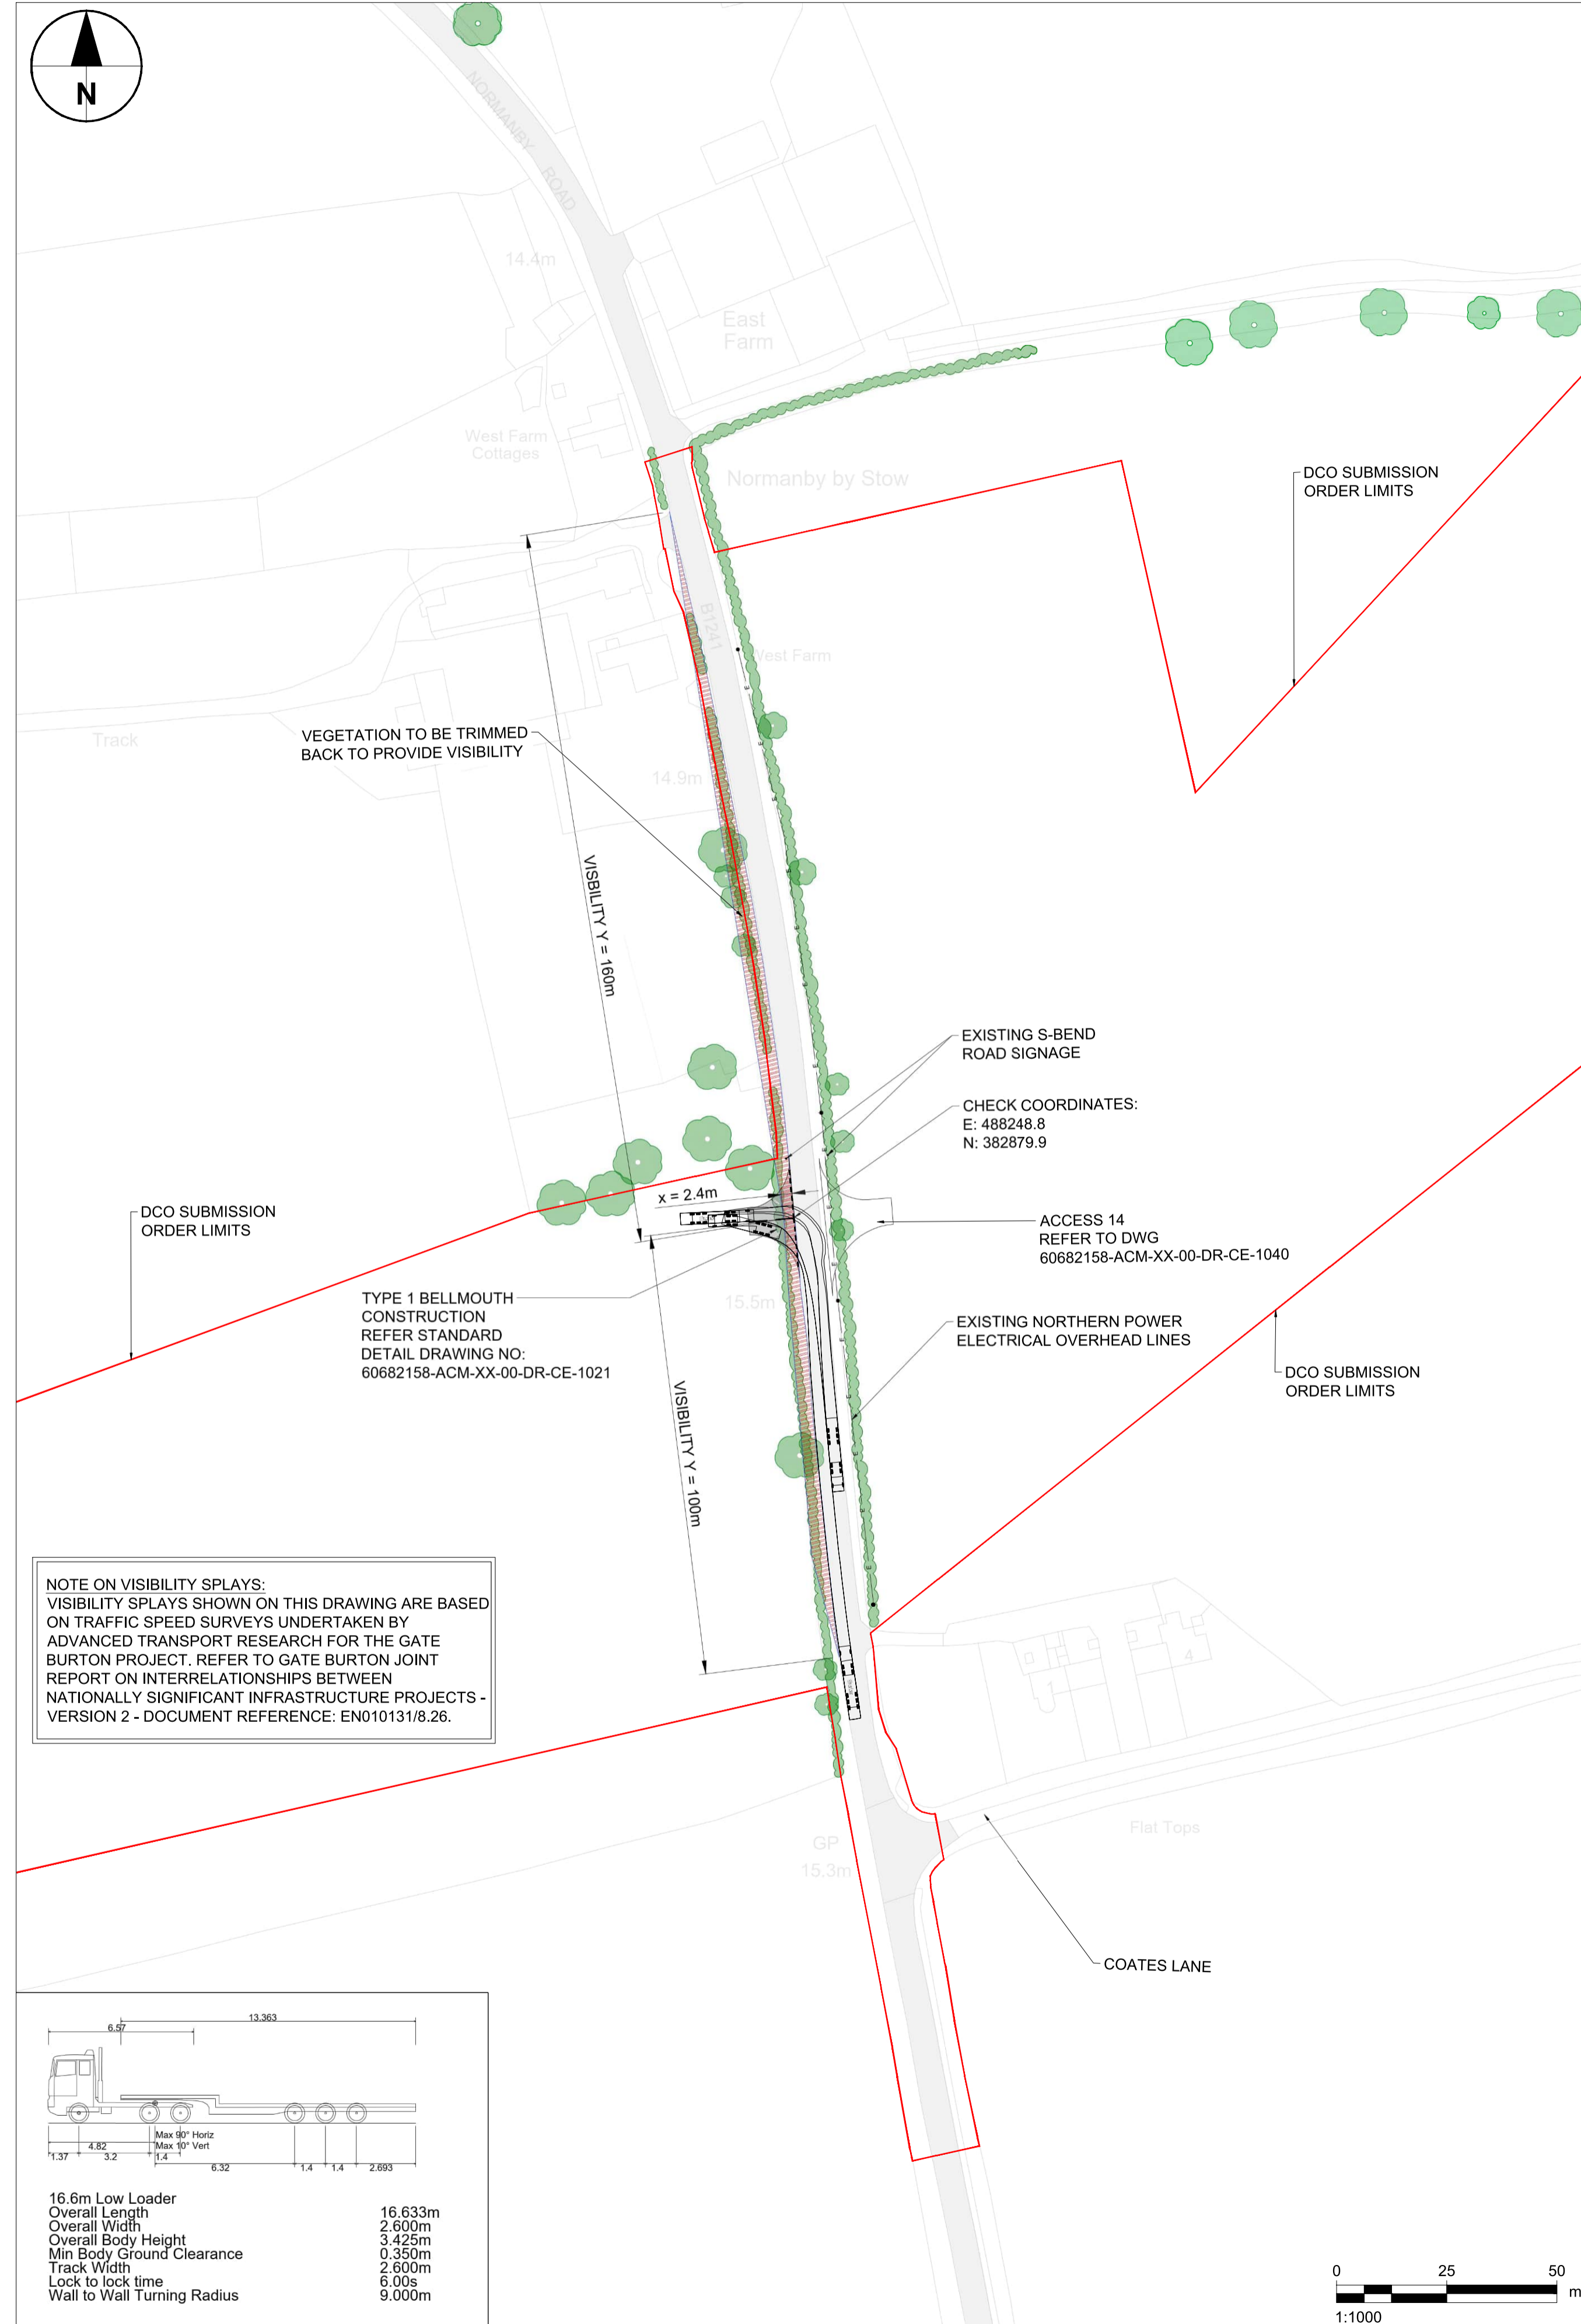 N
NORMANBY ROAD
14.4m
East
Farm
West Farm
Cottages
Normanby by Stow
DCO SUBMISSION
ORDER LIMITS
B1241
West Farm
Track
VEGETATION TO BE TRIMMED
BACK TO PROVIDE VISIBILITY
14.9m
VISBILITY Y = 160m
EXISTING S-BEND
ROAD SIGNAGE
CHECK COORDINATES:
E: 488248.8
N: 382879.9
x = 2.4m
DCO SUBMISSION
ORDER LIMITS
ACCESS 14
REFER TO DWG
60682158-ACM-XX-00-DR-CE-1040
TYPE 1 BELLMOUTH
CONSTRUCTION
REFER STANDARD
DETAIL DRAWING NO:
60682158-ACM-XX-00-DR-CE-1021
15.5m
EXISTING NORTHERN POWER
ELECTRICAL OVERHEAD LINES
DCO SUBMISSION
ORDER LIMITS
VISIBILITY Y = 100m
NOTE ON VISIBILITY SPLAYS:
VISIBILITY SPLAYS SHOWN ON THIS DRAWING ARE BASED
ON TRAFFIC SPEED SURVEYS UNDERTAKEN BY
ADVANCED TRANSPORT RESEARCH FOR THE GATE
BURTON PROJECT. REFER TO GATE BURTON JOINT
REPORT ON INTERRELATIONSHIPS BETWEEN
NATIONALLY SIGNIFICANT INFRASTRUCTURE PROJECTS -
VERSION 2 - DOCUMENT REFERENCE: EN010131/8.26.
4
1
Flat Tops
GP
15.3m
COATES LANE
13.363
6.57
Max 90° Horiz
Max 10° Vert
4.82
1.37
3.2
1.4
6.32
1.4
1.4
2.693
16.6m Low Loader
Overall Length 16.633m
Overall Width 2.600m
Overall Body Height 3.425m
Min Body Ground Clearance 0.350m
Track Width 2.600m
Lock to lock time 6.00s
Wall to Wall Turning Radius 9.000m
0 25 50
m
1:1000